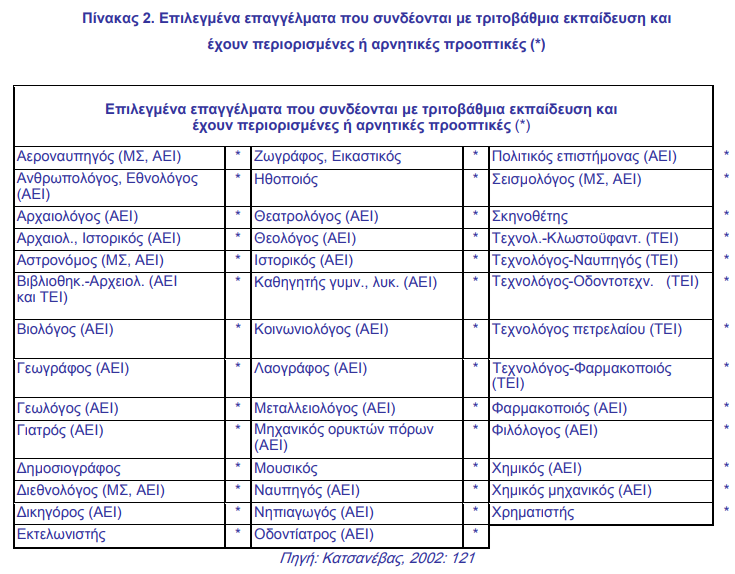 Πίνακας 2. Επιλεγμένα επαγγέλματα που συνδέονται με τριτοβάθμια εκπαίδευση και
έχουν περιορισμένες ή αρνητικές προοπτικές (*)
Επιλεγμένα επαγγέλματα που συνδέονται με τριτοβάθμια εκπαίδευση και
έχουν περιορισμένες ή αρνητικές προοπτικές (*)
Αεροναυπηγός (ΜΣ, ΑΕΙ) * Ζωγράφος, Εικαστικός * Πολιτικός επιστήμονας (ΑΕΙ) *
Ανθρωπολόγος, Εθνολόγος * Ηθοποιός * Σεισμολόγος (ΜΣ, ΑΕΙ) *
(ΑΕΙ)
Αρχαιολόγος (ΑΕΙ) * Θεατρολόγος (ΑΕΙ) * Σκηνοθέτης *
Αρχαιολ., Ιστορικός (ΑΕΙ) * Θεολόγος (ΑΕΙ) * Τεχνολ.-Κλωστοϋφαντ. (ΤΕΙ) *
Αστρονόμος (ΜΣ, ΑΕΙ) * Ιστορικός (ΑΕΙ) * Τεχνολόγος-Ναυπηγός (ΤΕΙ) *
Βιβλιοθηκ.-Αρχειολ. (ΑΕΙ * Καθηγητής γυμν., λυκ. (ΑΕΙ) * Τεχνολόγος-Οδοντοτεχν. (ΤΕΙ) *
και ΤΕΙ)
Βιολόγος (ΑΕΙ) * Κοινωνιολόγος (ΑΕΙ) * Τεχνολόγος πετρελαίου (ΤΕΙ) *
Γεωγράφος (ΑΕΙ) * Λαογράφος (ΑΕΙ) * Τεχνολόγος-Φαρμακοποιός *
(ΤΕΙ)
Γεωλόγος (ΑΕΙ) * Μεταλλειολόγος (ΑΕΙ) * Φαρμακοποιός (ΑΕΙ) *
Γιατρός (ΑΕΙ) * Μηχανικός ορυκτών πόρων * Φιλόλογος (ΑΕΙ) *
(ΑΕΙ)
Δημοσιογράφος * Μουσικός * Χημικός (ΑΕΙ) *
Διεθνολόγος (ΜΣ, ΑΕΙ) * Ναυπηγός (ΑΕΙ) * Χημικός μηχανικός (ΑΕΙ) *
Δικηγόρος (ΑΕΙ) * Νηπιαγωγός (ΑΕΙ) * Χρηματιστής *
Εκτελωνιστής * Οδοντίατρος (ΑΕΙ) *
Πηγή: Κατσανέβας, 2002: 121